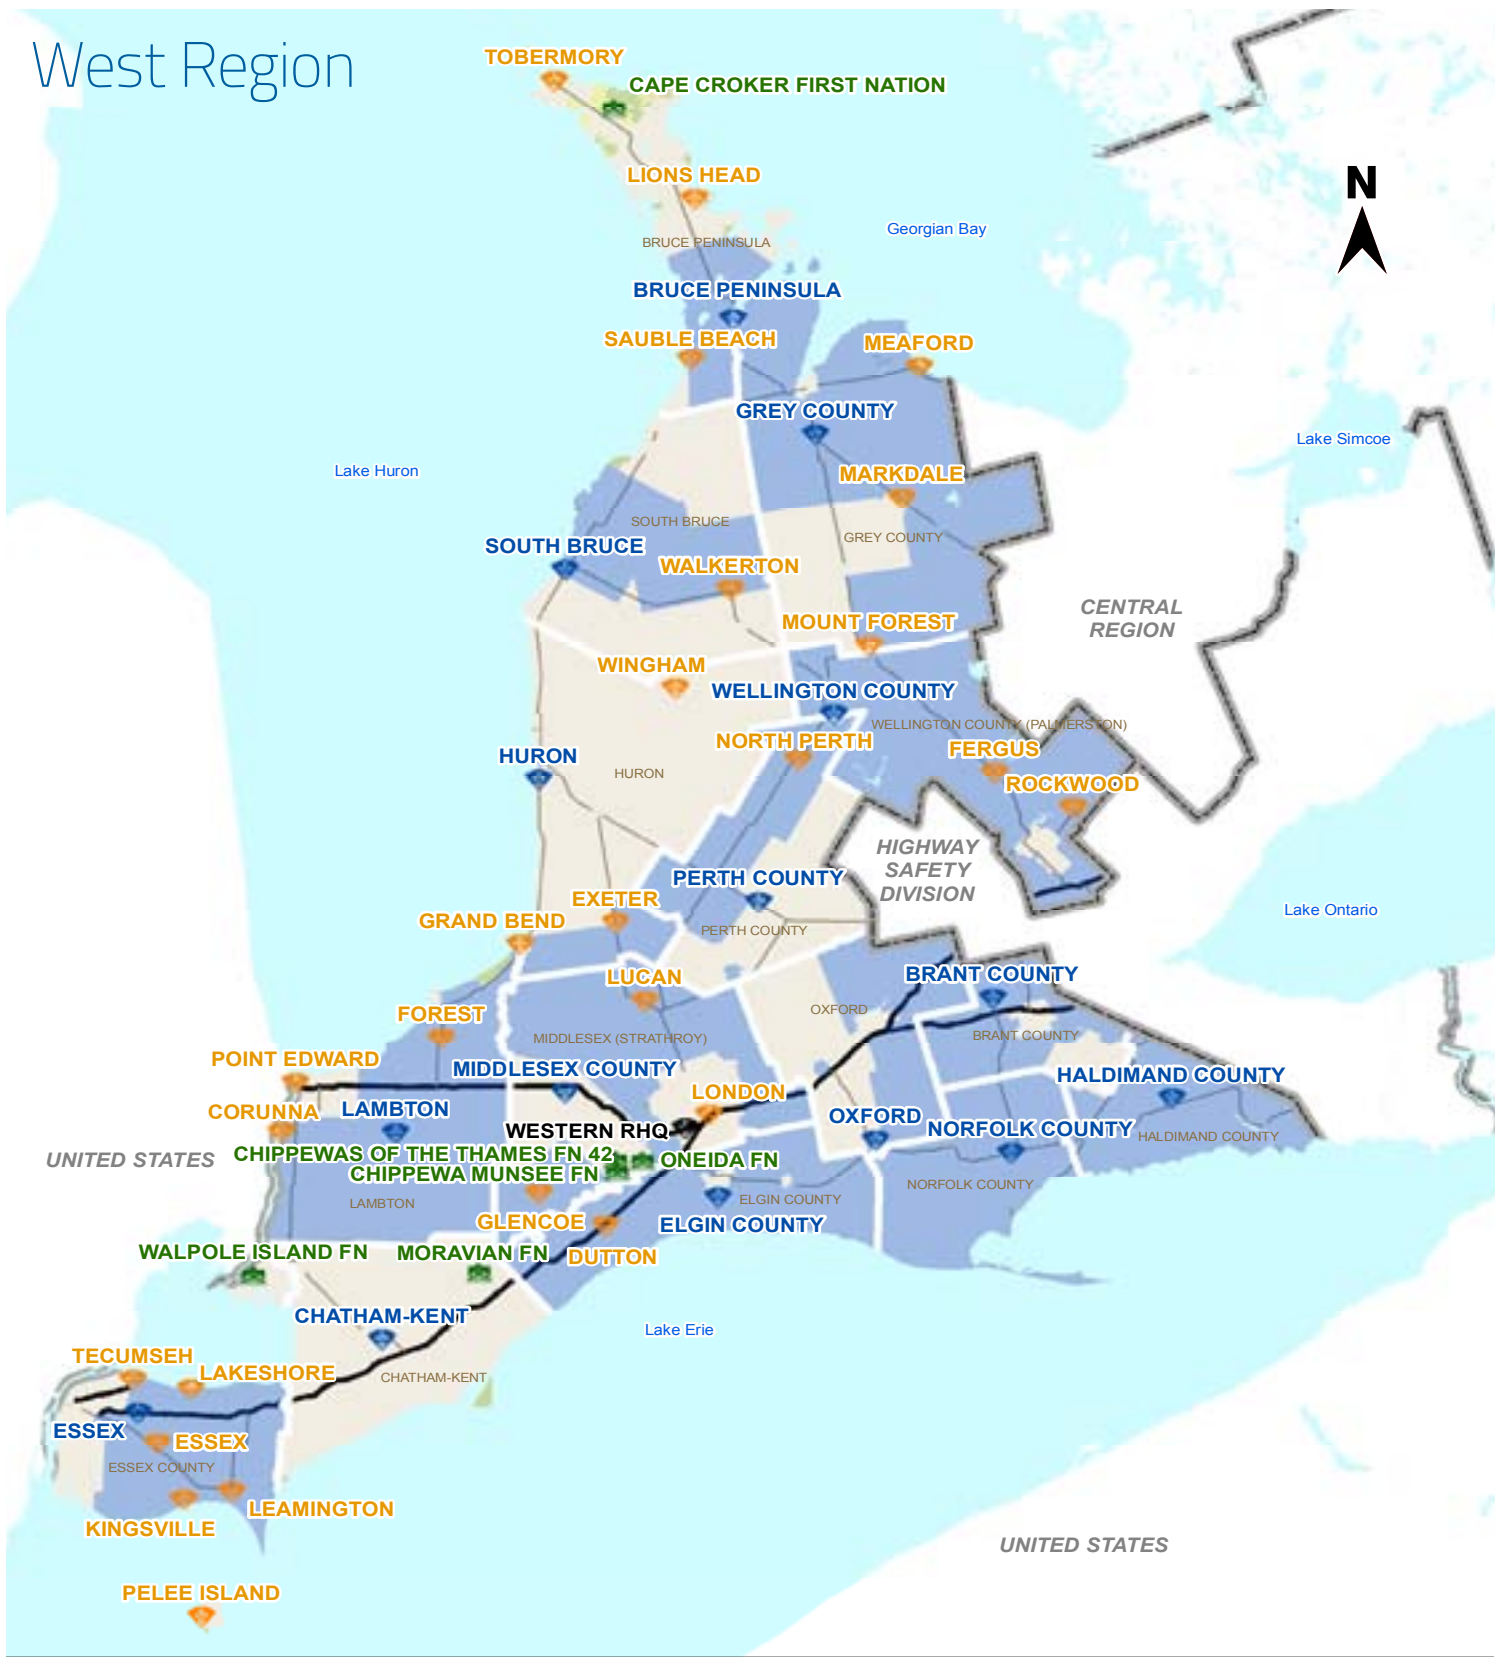 West Region
TOBERMORY
CAPE CROKER FIRST NATION
LIONS HEAD
N
Georgian Bay
BRUCE PENINSULA
BRUCE PENINSULA
SAUBLE BEACH
MEAFORD
GREY COUNTY
Lake Simcoe
Lake Huron
MARKDALE
SOUTH BRUCE
GREY COUNTY
SOUTH BRUCE
WALKERTON
CENTRAL
REGION
MOUNT FOREST
WINGHAM
WELLINGTON COUNTY
WELLINGTON COUNTY (PALMERSTON)
NORTH PERTH
FERGUS
HURON
HURON
ROCKWOOD
HIGHWAY
SAFETY
DIVISION
PERTH COUNTY
EXETER
Lake Ontario
GRAND BEND
PERTH COUNTY
LUCAN
BRANT COUNTY
FOREST
OXFORD
MIDDLESEX (STRATHROY)
BRANT COUNTY
POINT EDWARD
MIDDLESEX COUNTY
HALDIMAND COUNTY
LONDON
CORUNNA
LAMBTON
OXFORD
WESTERN RHQ
NORFOLK COUNTY
HALDIMAND COUNTY
UNITED STATES
CHIPPEWAS OF THE THAMES FN 42
ONEIDA FN
CHIPPEWA MUNSEE FN
NORFOLK COUNTY
LAMBTON
ELGIN COUNTY
GLENCOE
ELGIN COUNTY
WALPOLE ISLAND FN
MORAVIAN FN
DUTTON
CHATHAM-KENT
Lake Erie
TECUMSEH
LAKESHORE
CHATHAM-KENT
ESSEX
ESSEX
ESSEX COUNTY
LEAMINGTON
KINGSVILLE
UNITED STATES
PELEE ISLAND